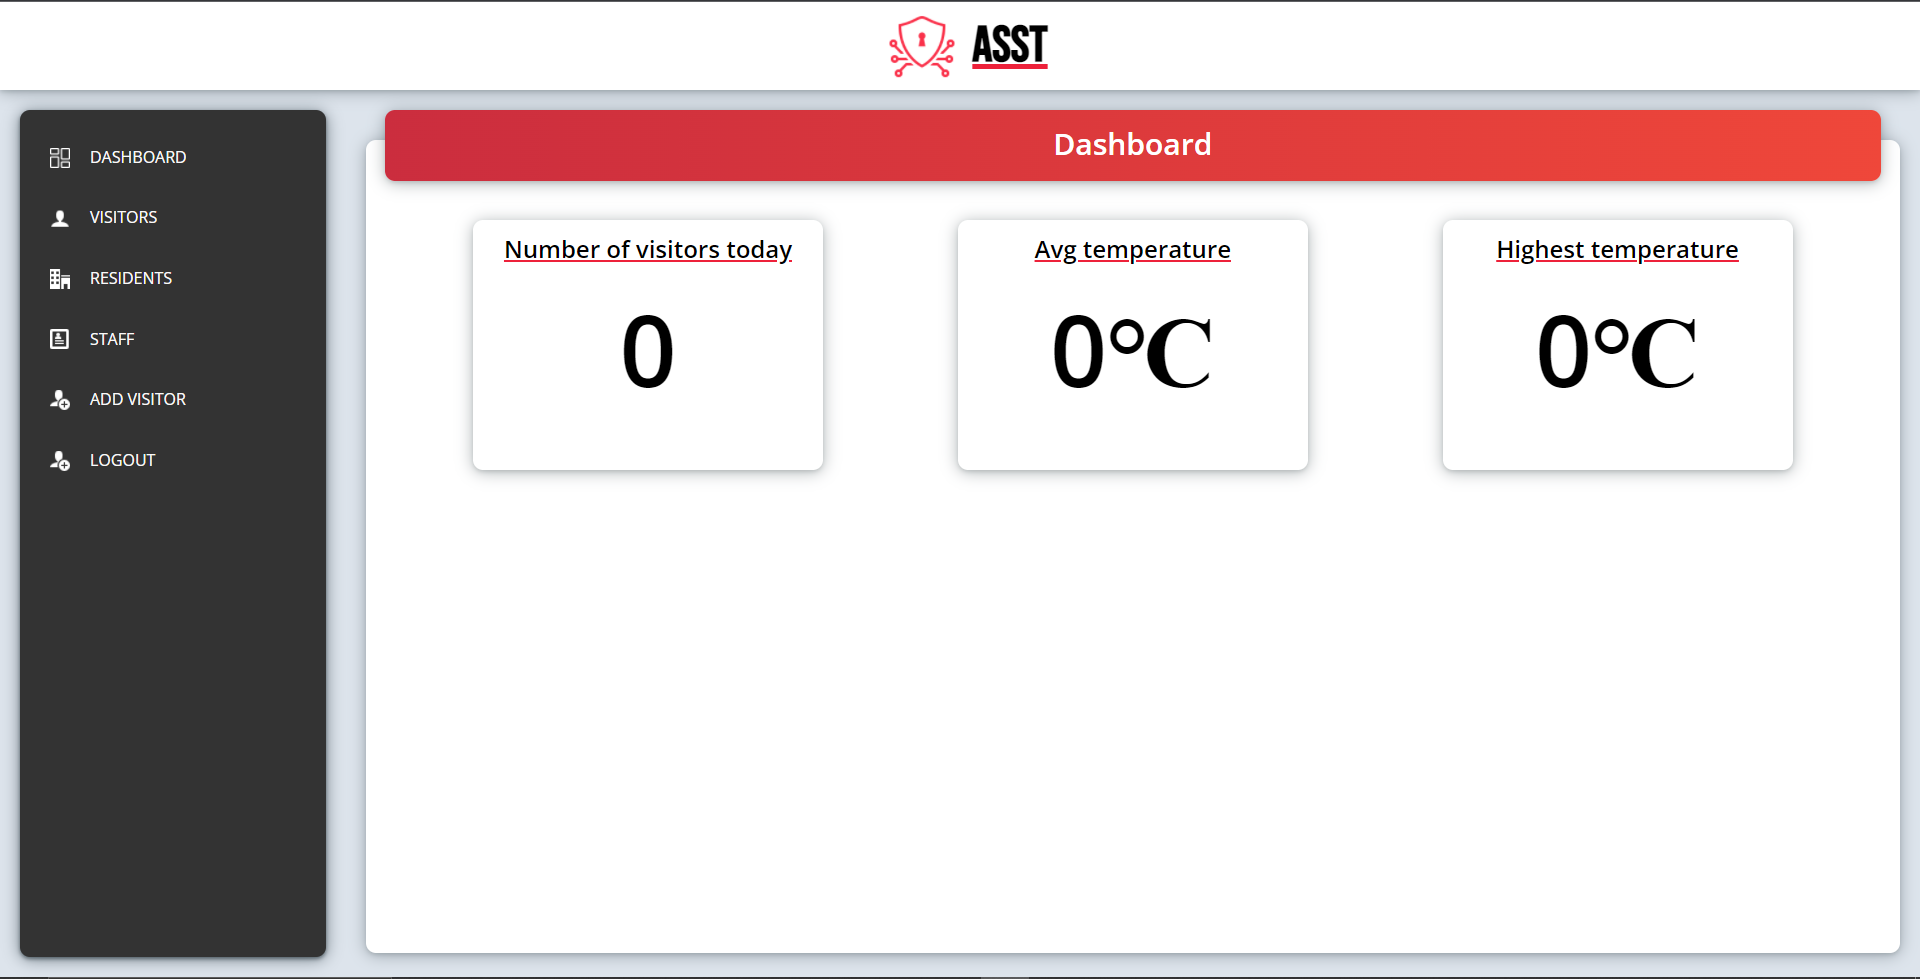 ASST
DASHBOARD
VISITORS
RESIDENTS
STAFF
ADD VISITOR
LOGOUT
Dashboard
Number of visitors today
0
Avg temperature
0℃
Highest temperature
0℃